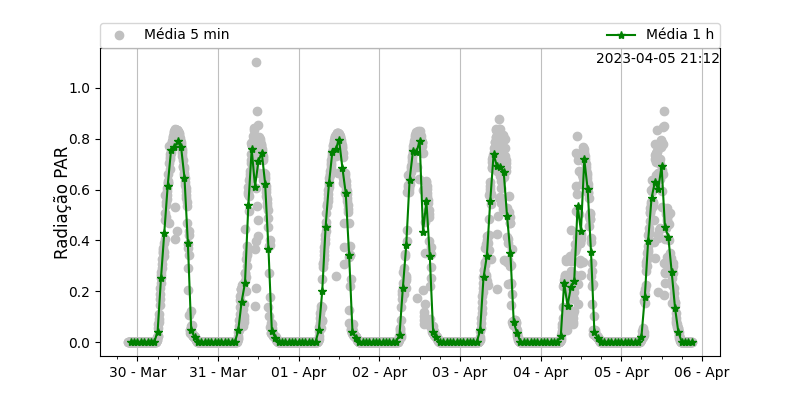 Média 5 min
Média 1 h
2023-04-05 21:12
Radiação PAR
1.0
0.8
0.6
0.4
0.2
0.0
30 - Mar
31 - Mar
01 - Apr
02 - Apr
03 - Apr
04 - Apr
05 - Apr
06 - Apr